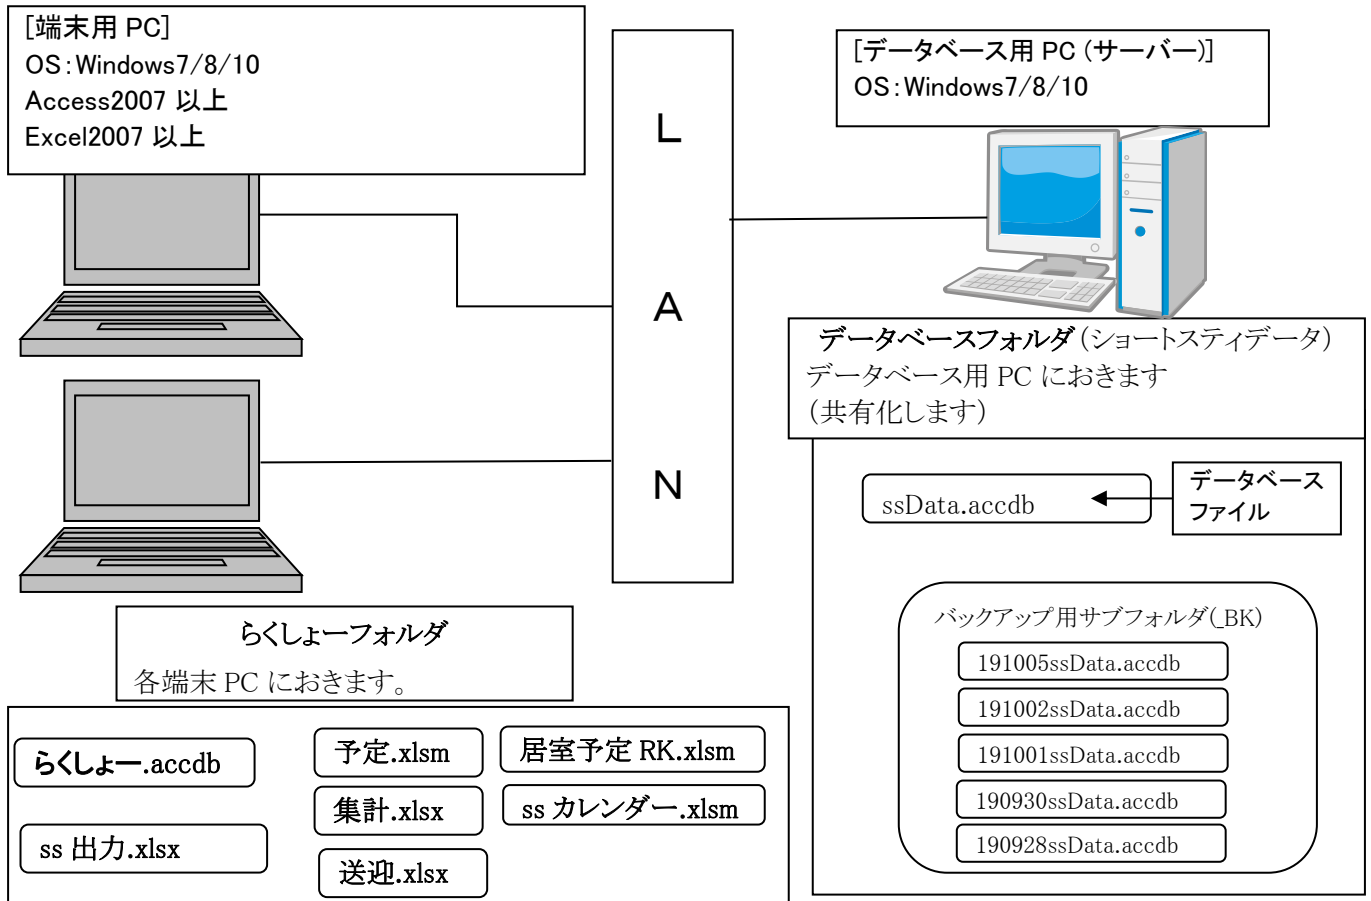 [端末用 PC]
OS:Windows7/8/10
Access2007 以上
Excel2007 以上
L
A
N
[データベース用 PC (サーバー)]
OS:Windows7/8/10
データベースフォルダ(ショートスティデータ)
データベース用 PC におきます
(共有化します)
ssData.accdb
データベース
ファイル
バックアップ用サブフォルダ(_BK)
191005ssData.accdb
191002ssData.accdb
191001ssData.accdb
190930ssData.accdb
190928ssData.accdb
らくしょーフォルダ
各端末 PC におきます。
らくしょー.accdb
ss 出力.xlsx
予定.xlsm
集計.xlsx
送迎.xlsx
居室予定 RK.xlsm
ss カレンダー.xlsm